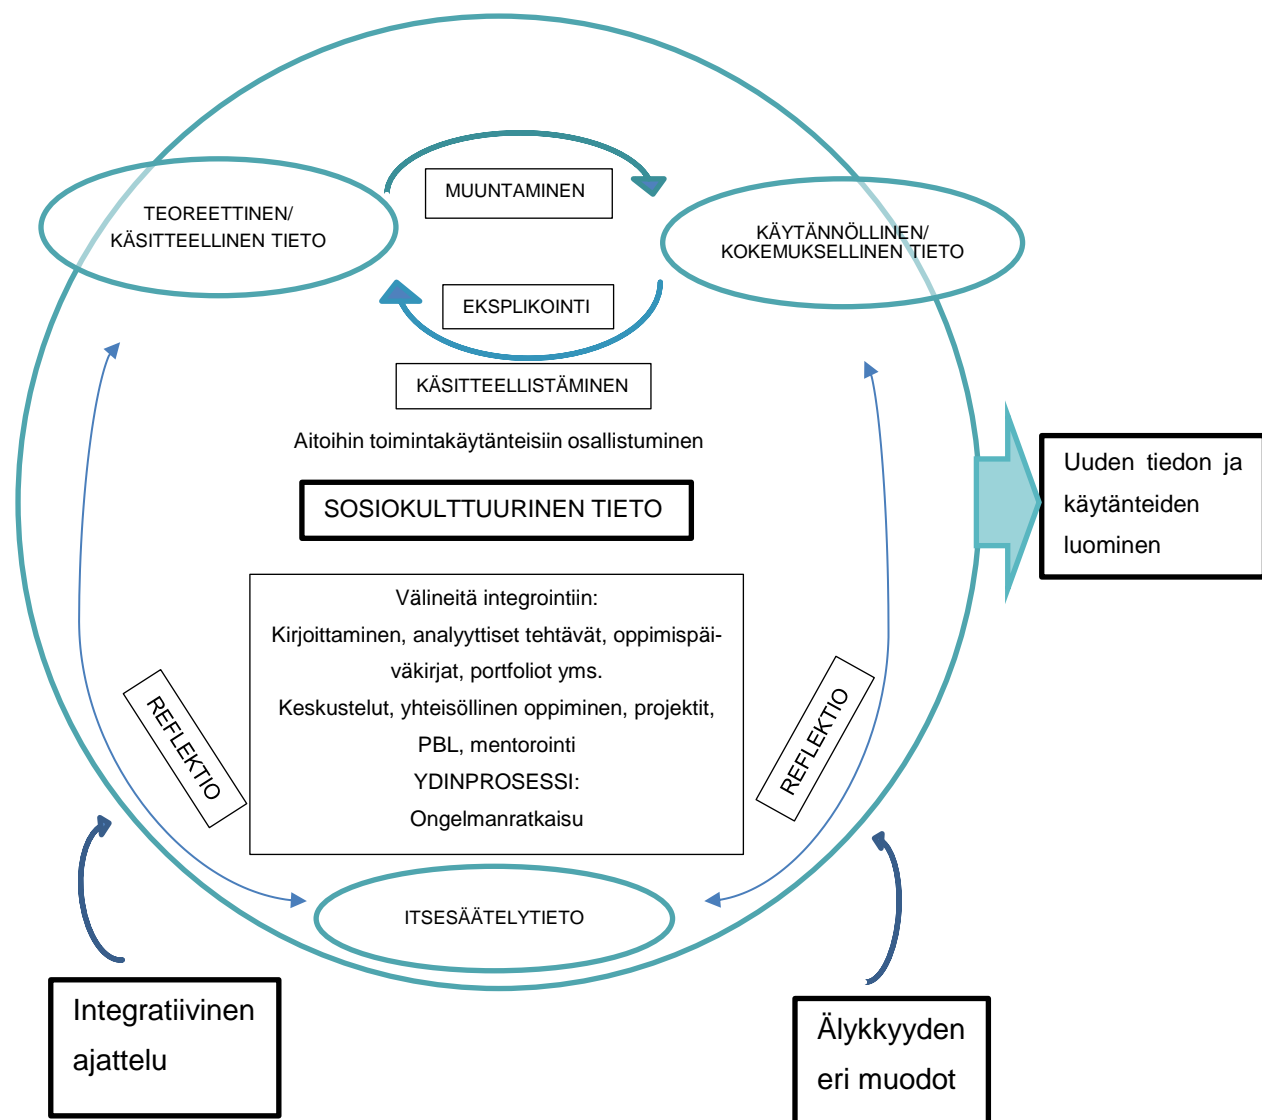 MUUNTAMINEN
TEOREETTINEN/
KÄSITTEELLINEN TIETO
KÄYTÄNNÖLLINEN/
KOKEMUKSELLINEN TIETO
EKSPLIKOINTI
KÄSITTEELLISTÄMINEN
Aitoihin toimintakäytänteisiin osallistuminen
SOSIOKULTTUURINEN TIETO
Uuden tiedon ja
käytänteiden
luominen
Välineitä integrointiin:
Kirjoittaminen, analyyttiset tehtävät, oppimispäi-
väkirjat, portfoliot yms.
Keskustelut, yhteisöllinen oppiminen, projektit,
PBL, mentorointi
YDINPROSESSI:
Ongelmanratkaisu
REFLEKTIO
REFLEKTIO
ITSESÄÄTELYTIETO
Integratiivinen
ajattelu
Älykkyyden
eri muodot